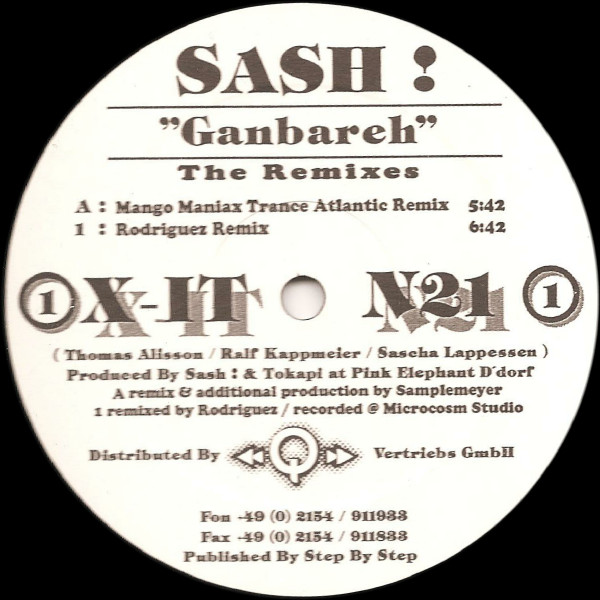 SASH !
"Ganbareh"
The Remixes
A : Mango Maniax Trance Atlantic Remix 5:42
1 : Rodriguez Remix 6:42
1 X-IT N21 1
( Thomas Alisson / Ralf Kappmeier / Sascha Lappessen )
Produced By Sash ! & Tokapi at Pink Elephant D'dorf
A remix & additional production by Samplemeyer
1 remixed by Rodriguez / recorded @ Microcosm Studio
Distributed By Q Vertriebs GmbH
Fon +49 (0) 2154 / 911933
Fax +49 (0) 2154 / 911833
Published By Step By Step